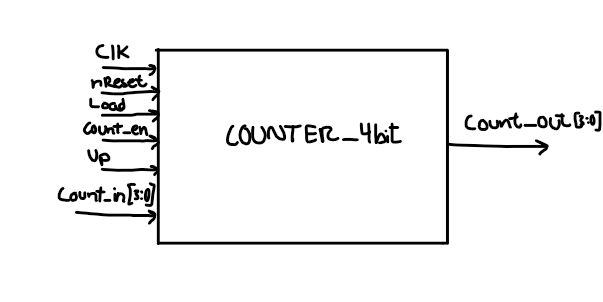 CLK
nReset
Load
Count_en
Up
Count_in[3:0]
COUNTER_4bit
Count_out[3:0]